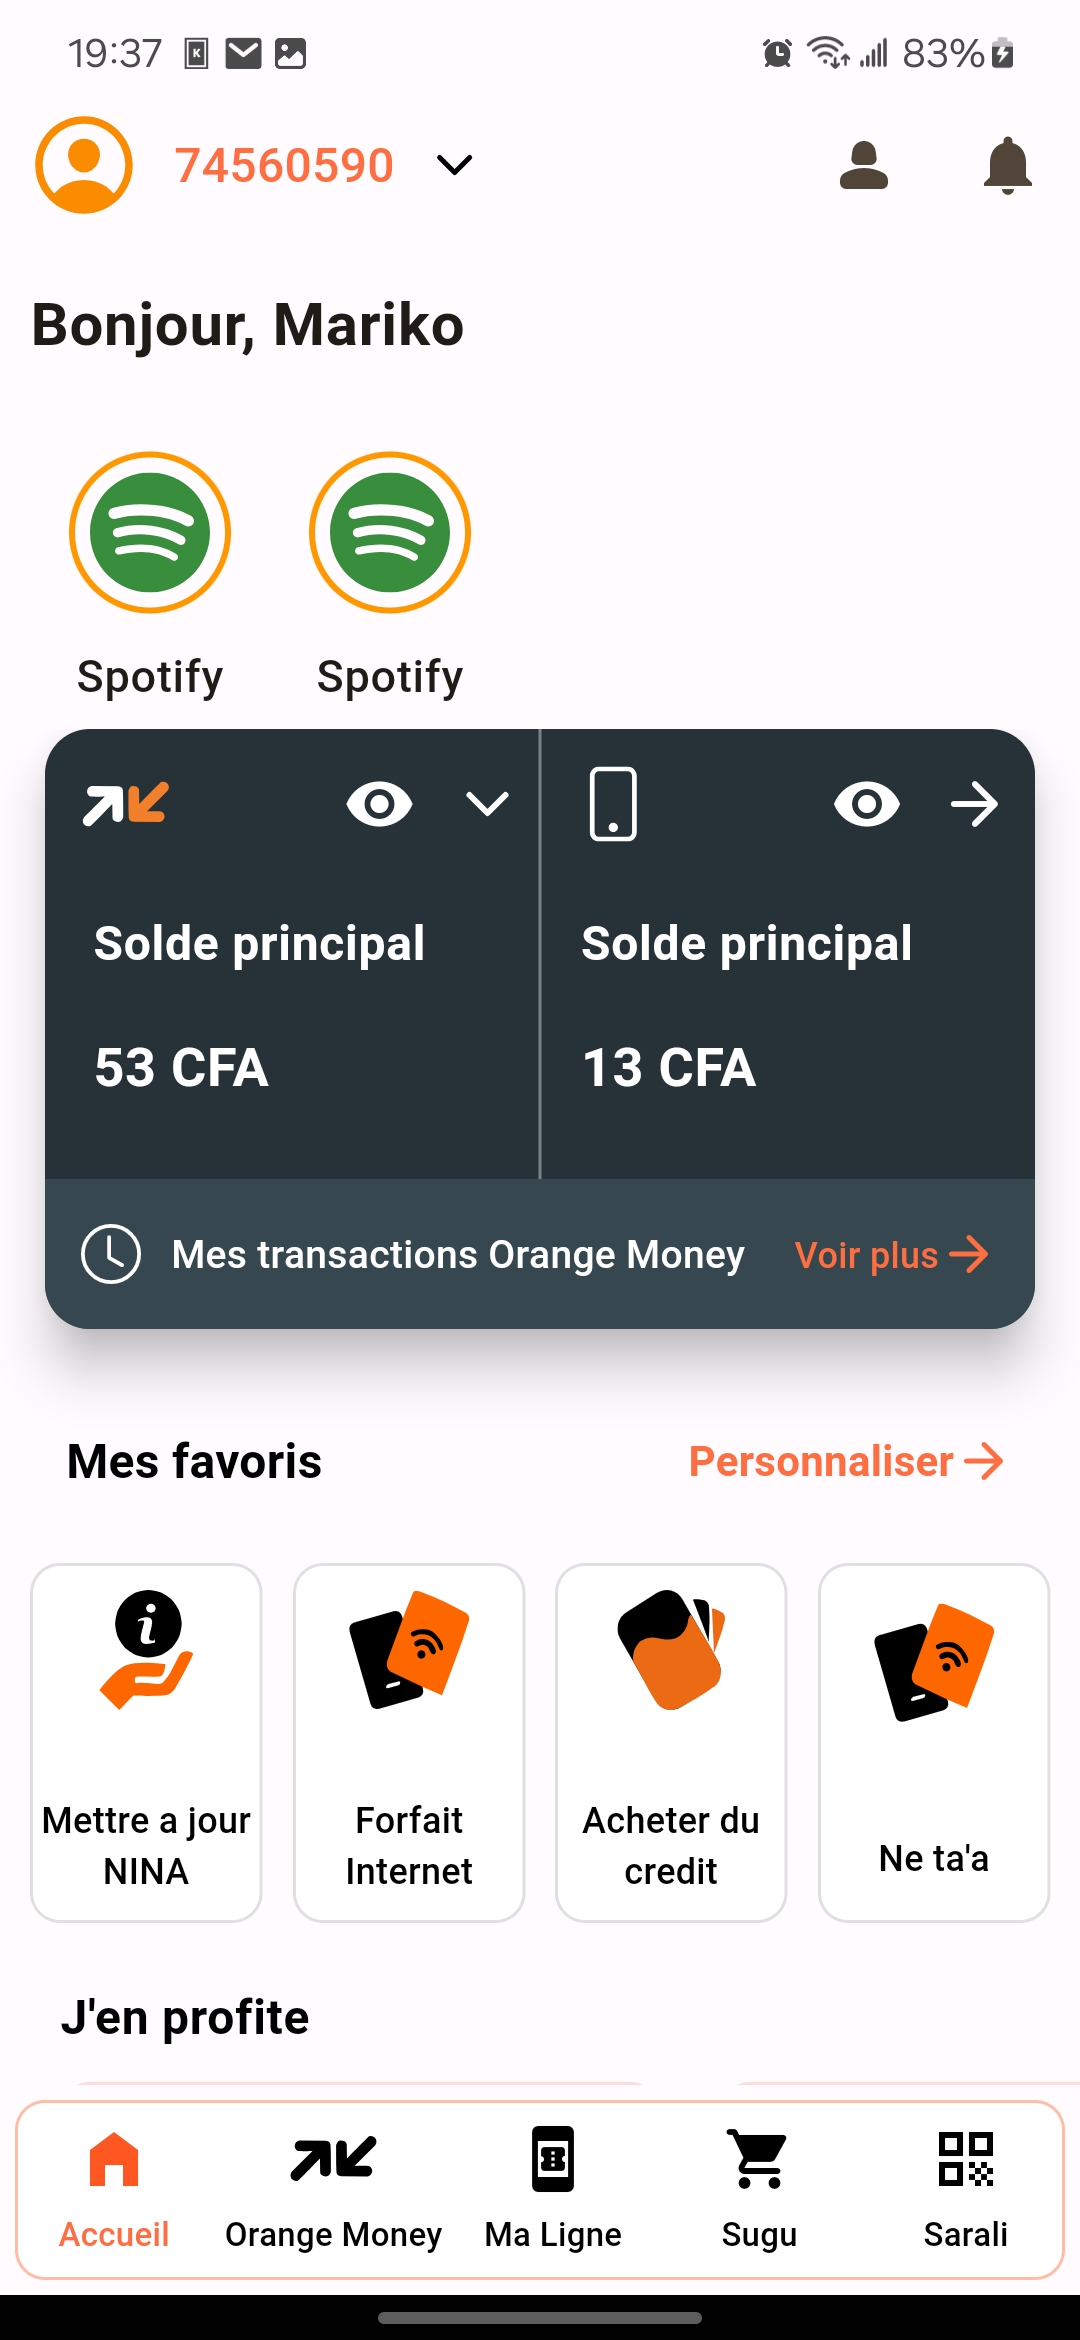 19:37
83%
74560590
Bonjour, Mariko
Spotify
Spotify
Solde principal
53 CFA
Solde principal
13 CFA
Mes transactions Orange Money
Voir plus
Mes favoris
Personnaliser
Mettre a jour
NINA
Forfait
Internet
Acheter du
credit
Ne ta'a
J'en profite
Accueil
Orange Money
Ma Ligne
Sugu
Sarali